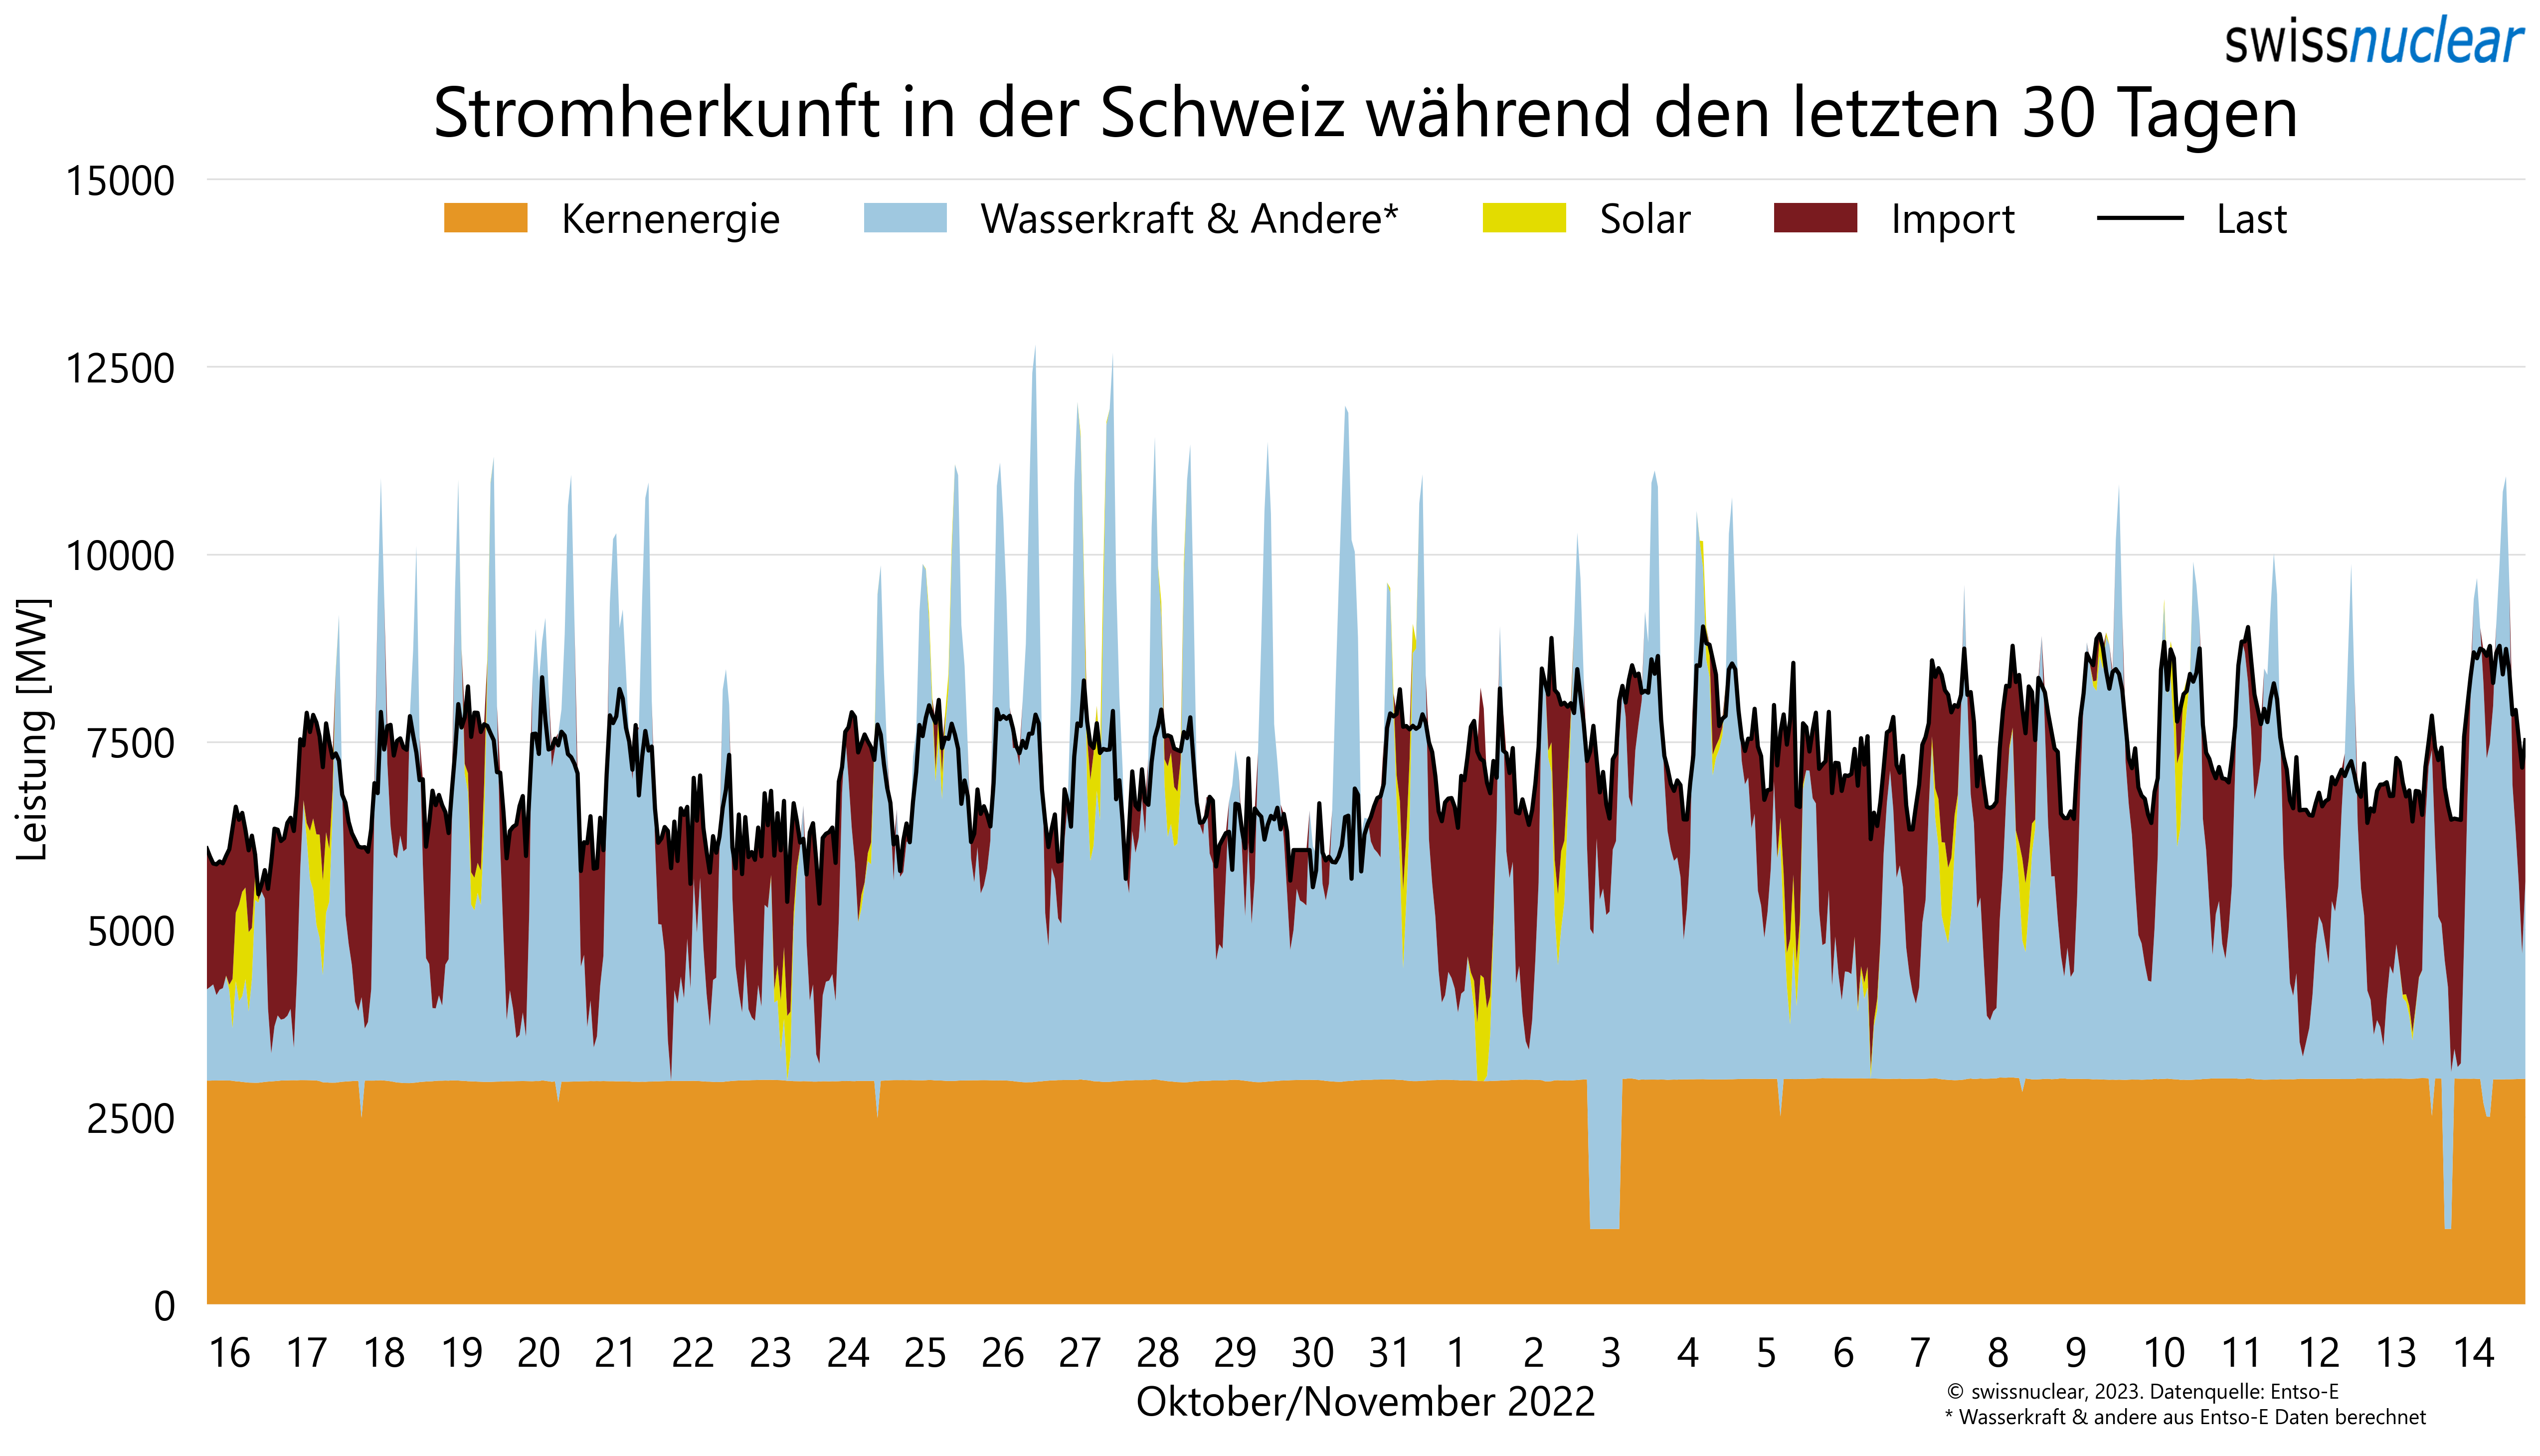 swissnuclear
Stromherkunft in der Schweiz während den letzten 30 Tagen
15000
Kernenergie Wasserkraft & Andere* Solar Import Last
12500
10000
7500
5000
2500
0
Leistung [MW]
16 17 18 19 20 21 22 23 24 25 26 27 28 29 30 31 1 2 3 4 5 6 7 8 9 10 11 12 13 14
Oktober/November 2022
© swissnuclear, 2023. Datenquelle: Entso-E
* Wasserkraft & andere aus Entso-E Daten berechnet